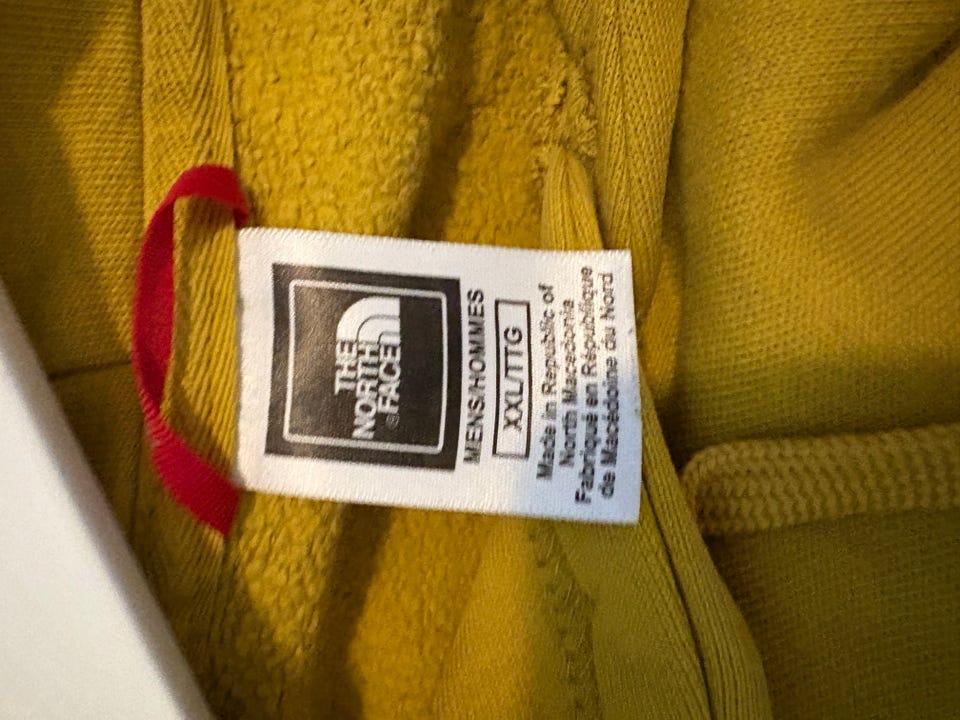 THE
NORTH
FACE
MENS/HOMMES
XXL/TTG
Made in Republic of
North Macedonia
Fabriqué en République
de Macédoine du Nord